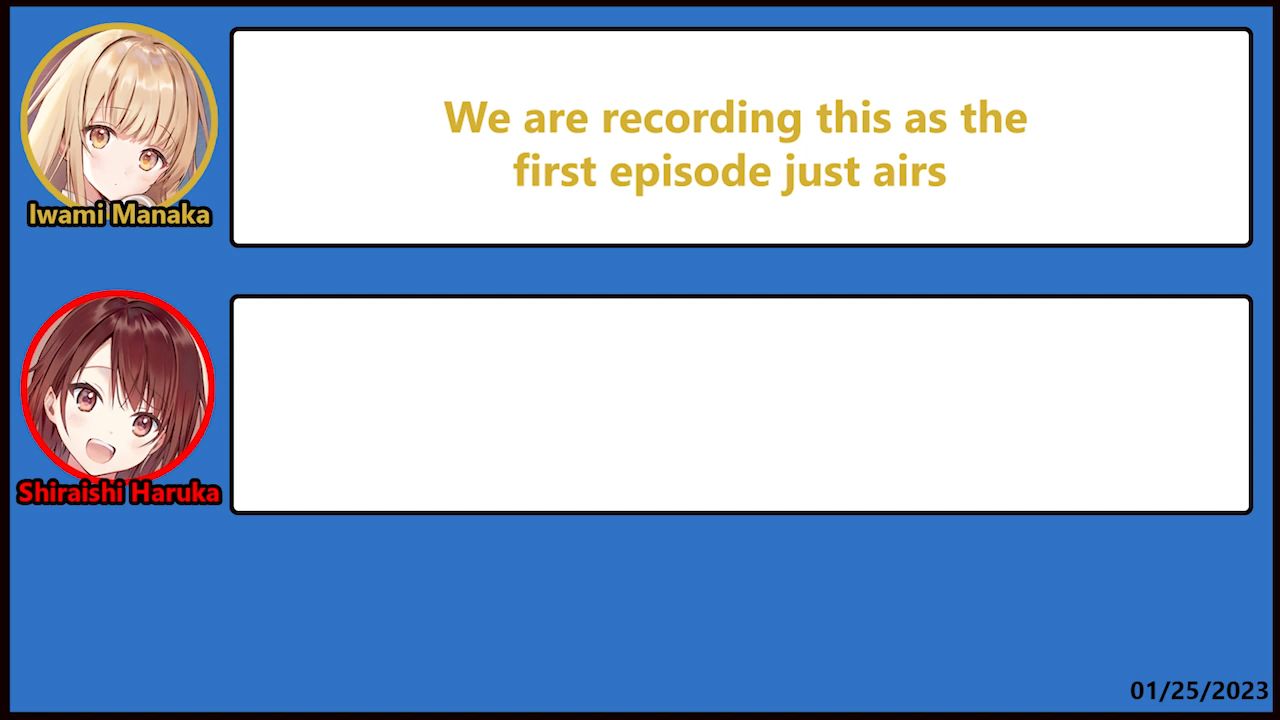 We are recording this as the
first episode just airs
Iwami Manaka
Shiraishi Haruka
01/25/2023